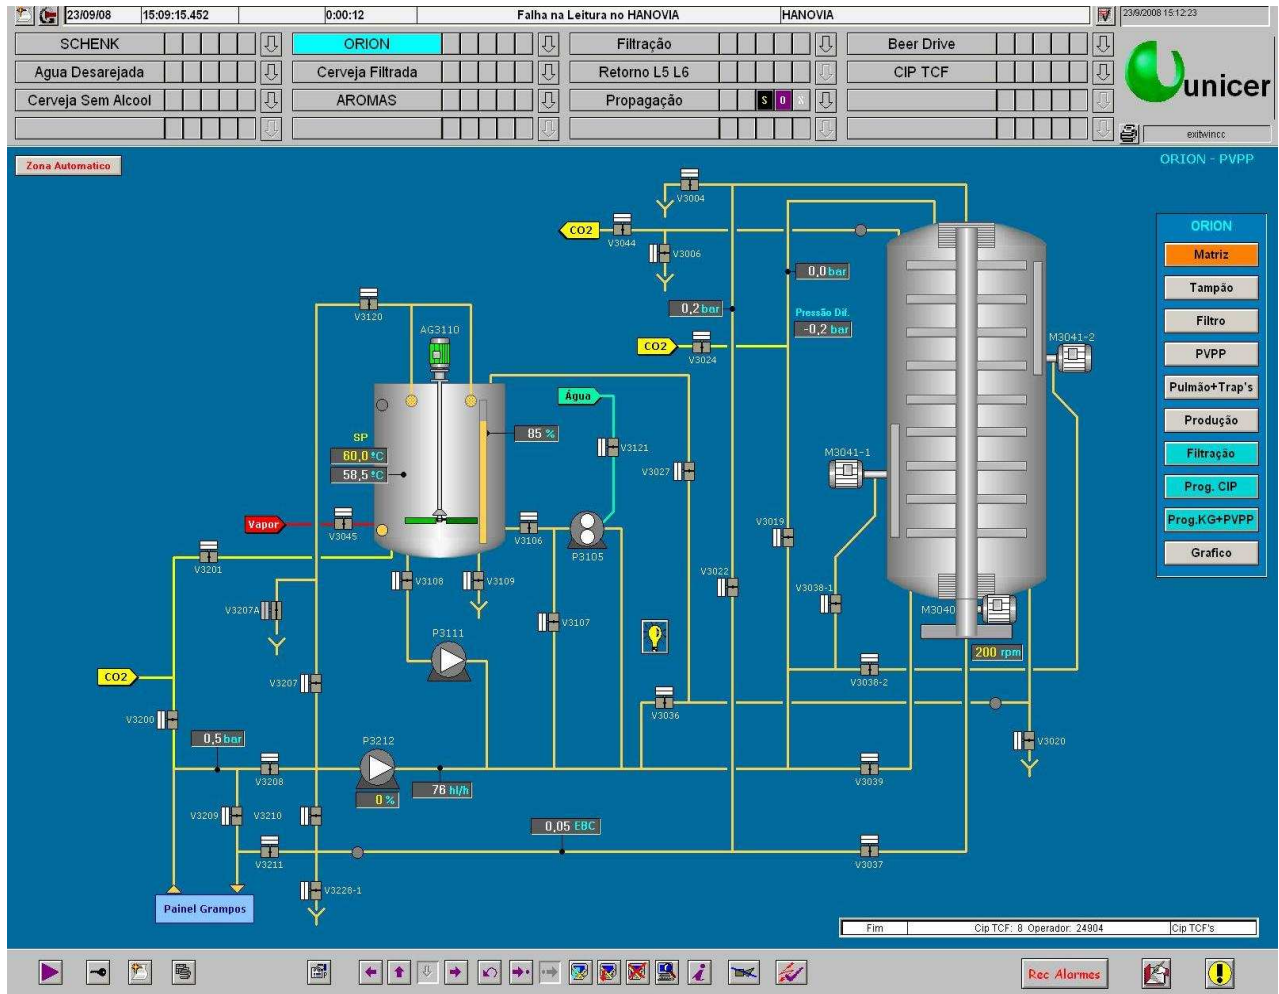 23/09/08 15:09:15.452 0:00:12 Falha na Leitura no HANOVIA HANOVIA 23/9/2008 15:12:23
SCHENK ORION Filtração Beer Drive
Agua Desarejada Cerveja Filtrada Retorno L5 L6 CIP TCF
Cerveja Sem Alcool AROMAS Propagação S O
unicer
exitwincc
Zona Automatico
ORION - PVPP
V3004
CO2
V3044
V3006
ORION
Matriz
Tampão
Filtro
PVPP
Pulmão+Trap's
Produção
Filtração
Prog. CIP
Prog.KG+PVPP
Grafico
0,0 bar
0,2 bar
Pressão Dif.
-0,2 bar
V3120
AG3110
CO2
V3024
M3041-2
Água
85 %
SP
60,0 °C
58,5 °C
V3121
V3027
M3041-1
Vapor
V3045
V3106
P3105
V3019
V3201
V3108
V3109
V3022
V3038-1
V3207A
V3107
M3040
P3111
200 rpm
CO2
V3207
V3038-2
V3200
V3036
0,5 bar
P3212
V3020
V3208
0 %
76 hl/h
V3039
V3209
V3210
0,05 EBC
V3211
V3037
V3228-1
Painel Grampos
Fim Cip TCF: 8 Operador: 24904 Cip TCF's
Rec Alarmes